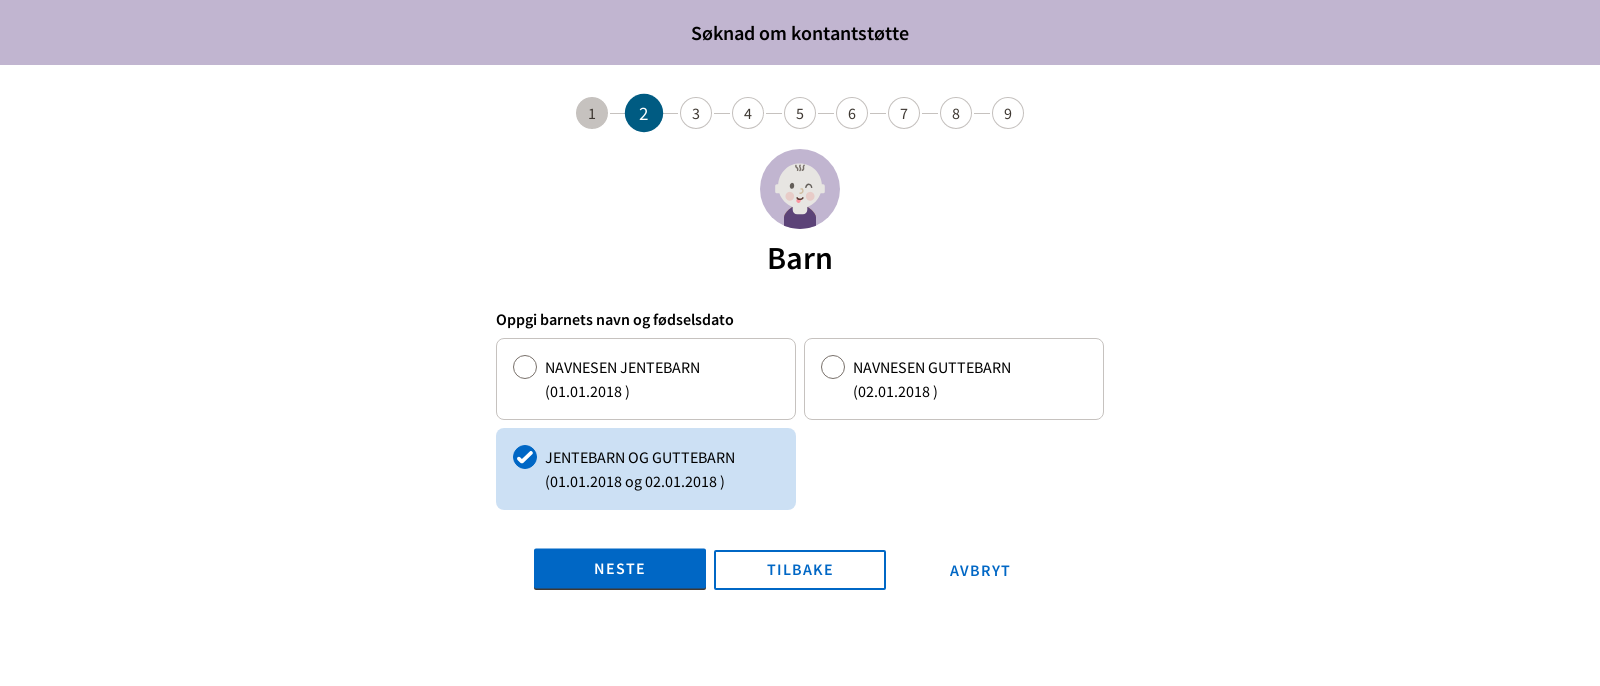 Søknad om kontantstøtte
1 2 3 4 5 6 7 8 9
Barn
Oppgi barnets navn og fødselsdato
NAVNESEN JENTEBARN
(01.01.2018 )
NAVNESEN GUTTEBARN
(02.01.2018 )
JENTEBARN OG GUTTEBARN
(01.01.2018 og 02.01.2018 )
NESTE TILBAKE AVBRYT